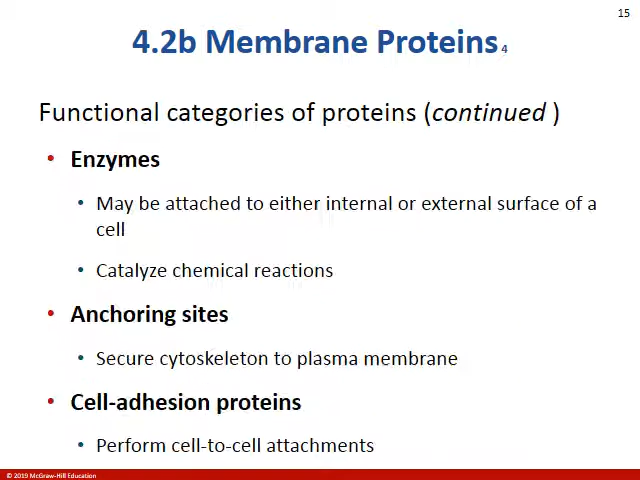 15
4.2b Membrane Proteins 4
Functional categories of proteins (continued )
• Enzymes
• May be attached to either internal or external surface of a
cell
• Catalyze chemical reactions
• Anchoring sites
• Secure cytoskeleton to plasma membrane
• Cell-adhesion proteins
• Perform cell-to-cell attachments
© 2019 McGraw-Hill Education